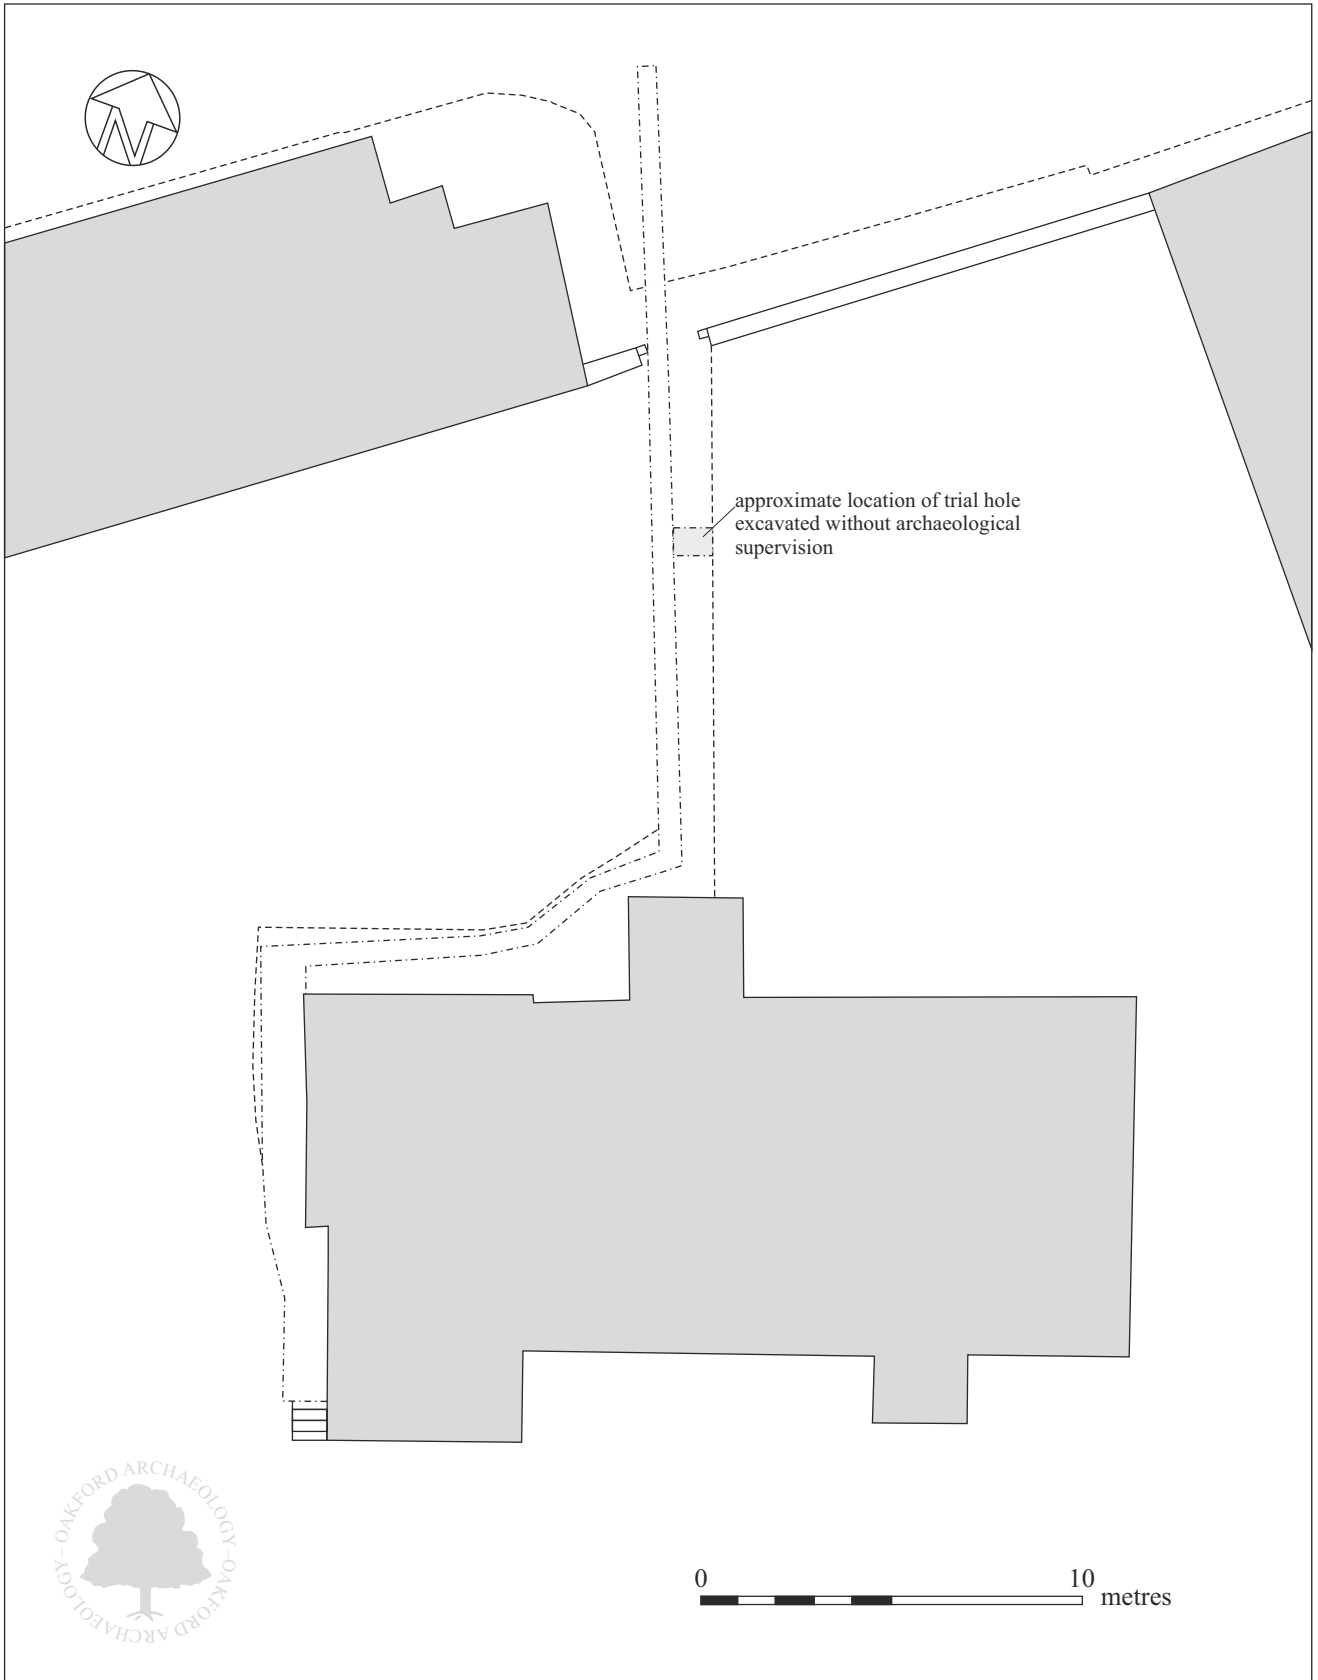 N
approximate location of trial hole
excavated without archaeological
supervision
OAKFORD ARCHAEOLOGY – OAKFORD ARCHAEOLOGY –
0 10
metres